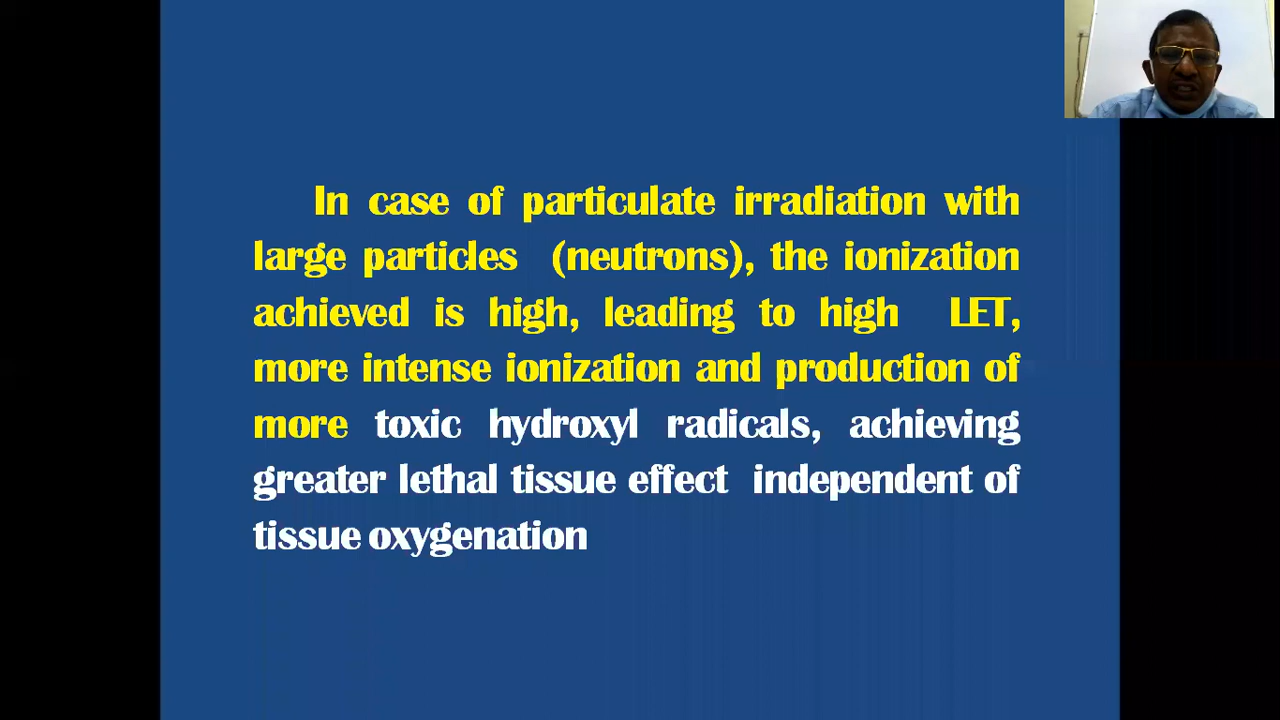 In case of particulate irradiation with
large particles (neutrons), the ionization
achieved is high, leading to high LET,
more intense ionization and production of
more toxic hydroxyl radicals, achieving
greater lethal tissue effect independent of
tissue oxygenation